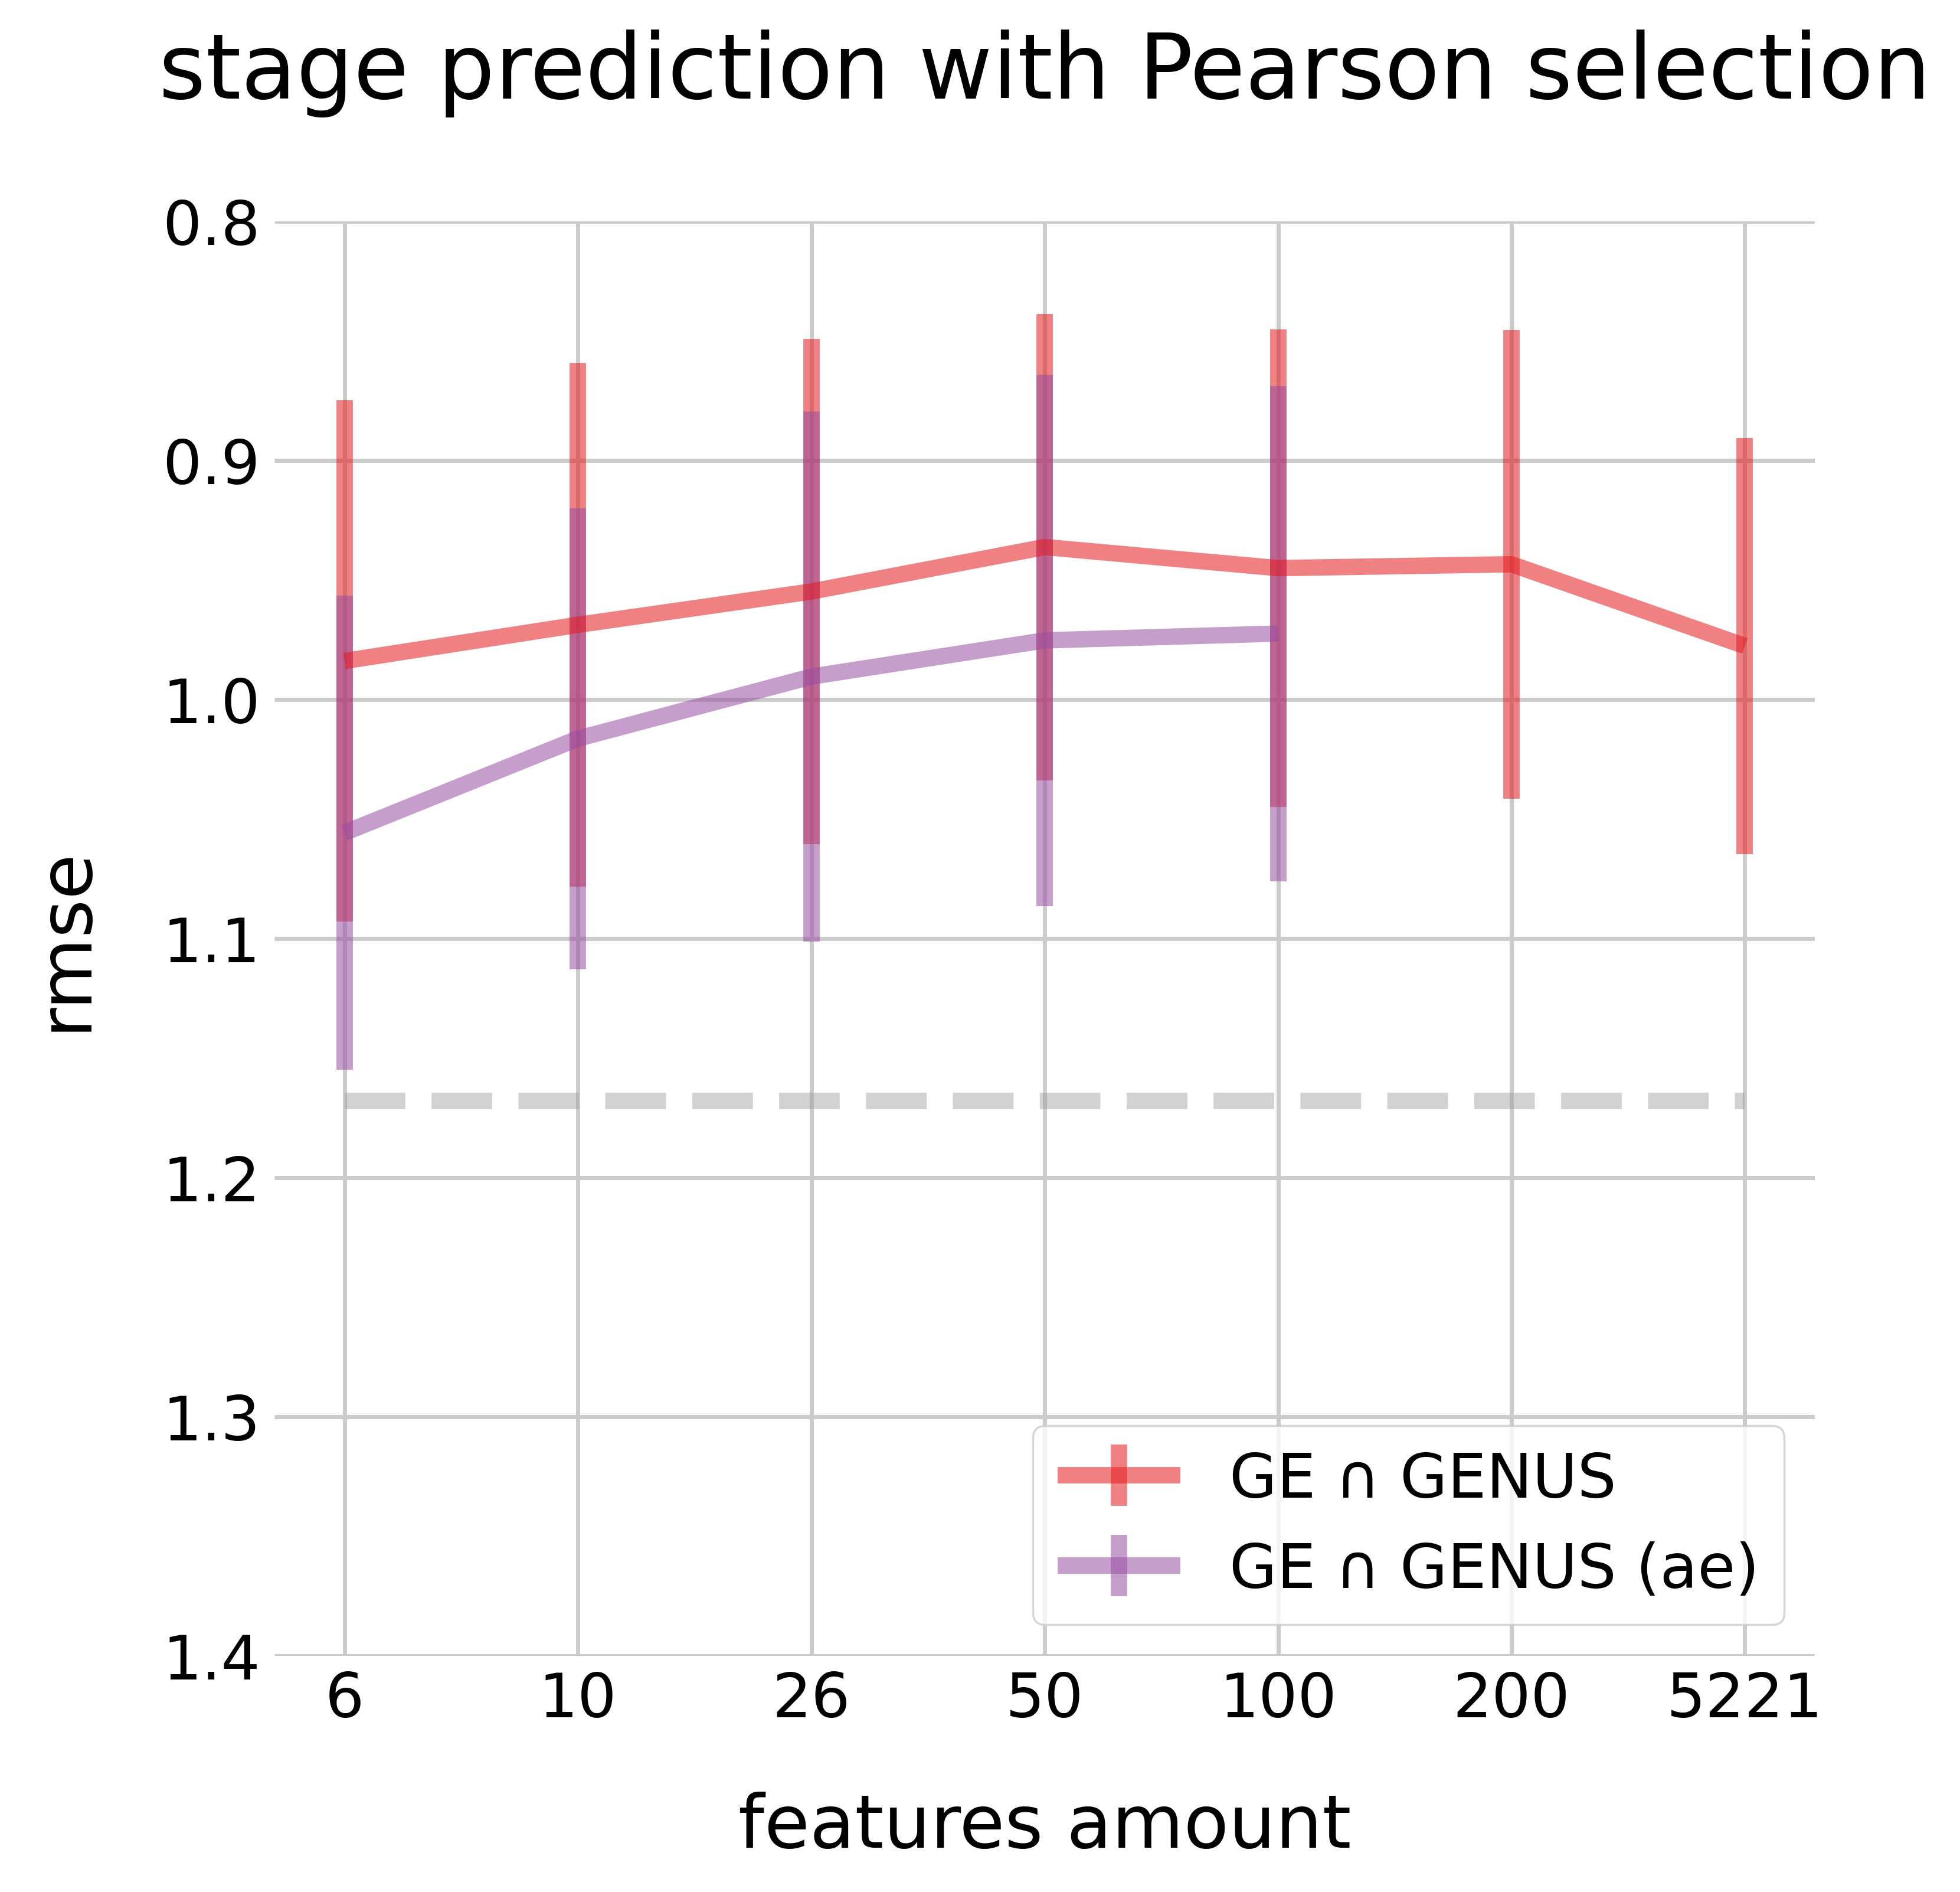 stage prediction with Pearson selection
0.8
0.9
1.0
1.1
1.2
1.3
1.4
rmse
GE ∩ GENUS
GE ∩ GENUS (ae)
6 10 26 50 100 200 5221
features amount